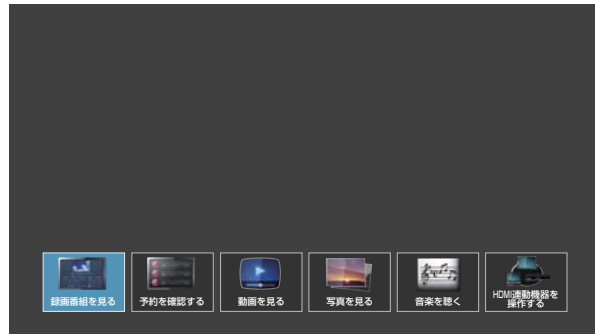 録画番組を見る
予約を確認する
動画を見る
写真を見る
音楽を聴く
HDMI連動機器を
操作する